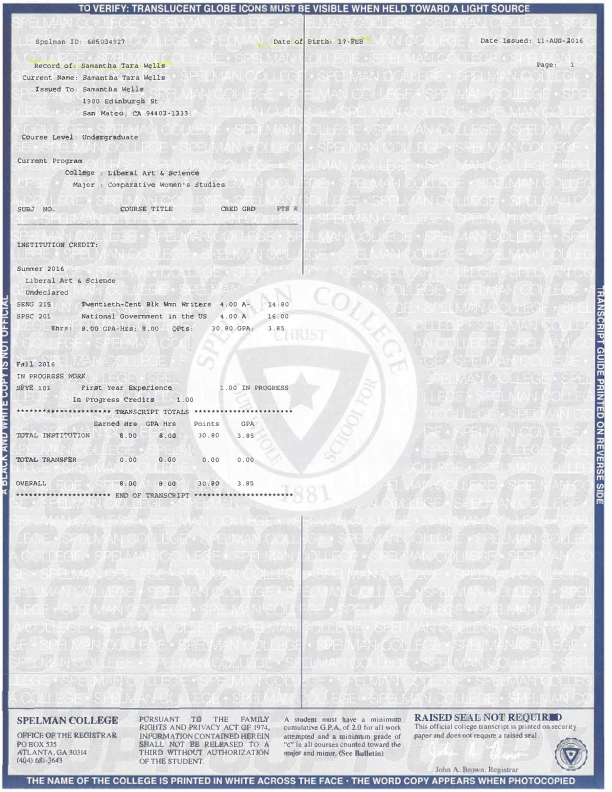 TO VERIFY: TRANSLUCENT GLOBE ICONS MUST BE VISIBLE WHEN HELD TOWARD A LIGHT SOURCE
Spelman ID: 685034927 Date of Birth: 17-FEB Date Issued: 11-AUG-2016
Record of: Samantha Tara Wells Page: 1
Current Name: Samantha Tara Wells
Issued To: Samantha Wells
1900 Edinburgh St
San Mateo, CA 94403-1333
Course Level: Undergraduate
Current Program
College : Liberal Art & Science
Major : Comparative Women's Studies
SUBJ NO. COURSE TITLE CRED GRD PTS R
INSTITUTION CREDIT:
Summer 2016
Liberal Art & Science
Undeclared
SENG 215 Twentieth-Cent Blk Wmn Writers 4.00 A- 14.80
SPSC 201 National Government in the US 4.00 A 16.00
Ehrs: 8.00 GPA-Hrs: 8.00 QPts: 30.80 GPA: 3.85
Fall 2016
IN PROGRESS WORK
SFYE 101 First Year Experience 1.00 IN PROGRESS
In Progress Credits 1.00
********************** TRANSCRIPT TOTALS ***********************
Earned Hrs GPA Hrs Points GPA
TOTAL INSTITUTION 8.00 8.00 30.80 3.85
TOTAL TRANSFER 0.00 0.00 0.00 0.00
OVERALL 8.00 8.00 30.80 3.85
********************** END OF TRANSCRIPT ***********************
SPELMAN COLLEGE
CHRIST
OUR WHOLE SCHOOL FOR
1881
COPY
A BLACK AND WHITE COPY IS NOT OFFICIAL
TRANSCRIPT GUIDE PRINTED ON REVERSE SIDE
SPELMAN COLLEGE
OFFICE OF THE REGISTRAR
PO BOX 535
ATLANTA, GA 30314
(404) 681-3643
PURSUANT TO THE FAMILY
RIGHTS AND PRIVACY ACT OF 1974,
INFORMATION CONTAINED HEREIN
SHALL NOT BE RELEASED TO A
THIRD WITHOUT AUTHORIZATION
OF THE STUDENT.
A student must have a minimum
cumulative G.P.A. of 2.0 for all work
attempted and a minimum grade of
"c" in all courses counted toward the
major and minor. (See Bulletin)
RAISED SEAL NOT REQUIRED
This official college transcript is printed on security
paper and does not require a raised seal.
John A. Brown, Registrar
THE NAME OF THE COLLEGE IS PRINTED IN WHITE ACROSS THE FACE • THE WORD COPY APPEARS WHEN PHOTOCOPIED